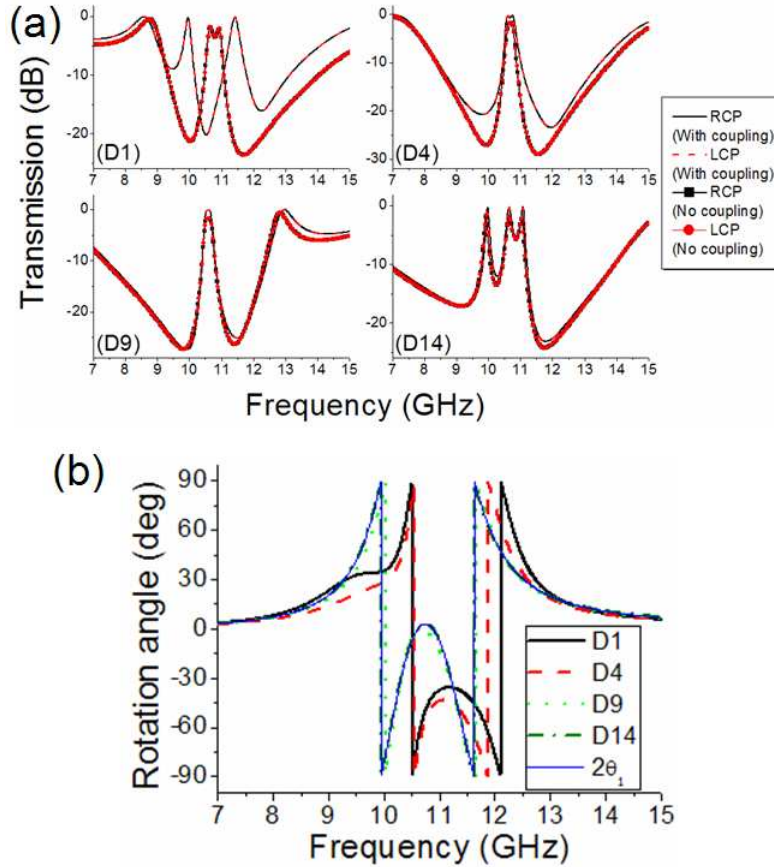 (a)
Transmission (dB)
0
-10
-20
(D1)
7 8 9 10 11 12 13 14 15
0
-10
-20
-30
(D4)
7 8 9 10 11 12 13 14 15
0
-10
-20
(D9)
7 8 9 10 11 12 13 14 15
0
-10
-20
(D14)
7 8 9 10 11 12 13 14 15
RCP
(With coupling)
LCP
(With coupling)
RCP
(No coupling)
LCP
(No coupling)
Frequency (GHz)
(b)
Rotation angle (deg)
90
60
30
0
-30
-60
-90
D1
D4
D9
D14
2θ₁
7 8 9 10 11 12 13 14 15
Frequency (GHz)